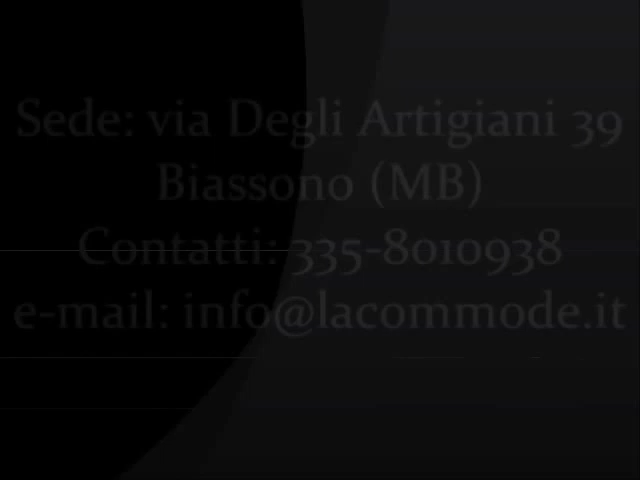 Sede: via Degli Artigiani 39
Biassono (MB)
Contatti: 335-8010938
e-mail: info@lacommode.it